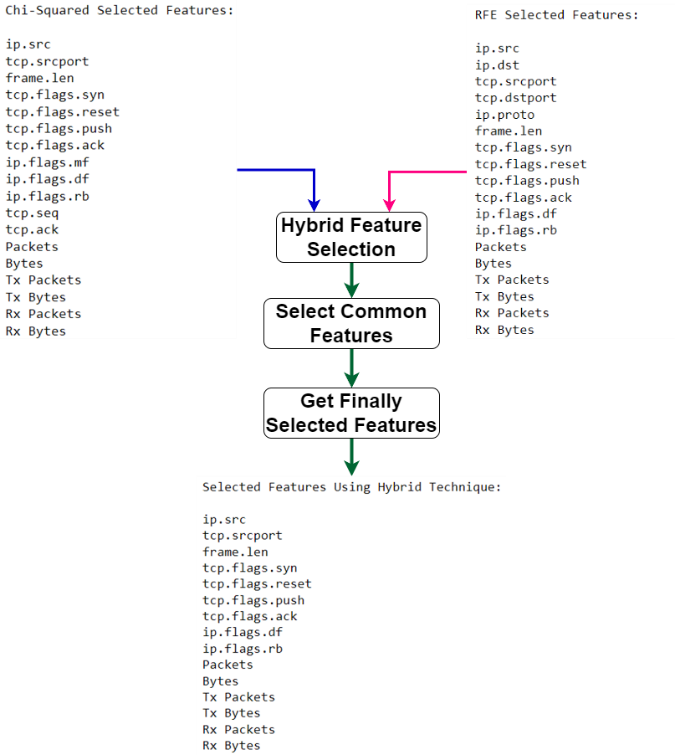 Chi-Squared Selected Features:
ip.src
tcp.srcport
frame.len
tcp.flags.syn
tcp.flags.reset
tcp.flags.push
tcp.flags.ack
ip.flags.mf
ip.flags.df
ip.flags.rb
tcp.seq
tcp.ack
Packets
Bytes
Tx Packets
Tx Bytes
Rx Packets
Rx Bytes
RFE Selected Features:
ip.src
ip.dst
tcp.srcport
tcp.dstport
ip.proto
frame.len
tcp.flags.syn
tcp.flags.reset
tcp.flags.push
tcp.flags.ack
ip.flags.df
ip.flags.rb
Packets
Bytes
Tx Packets
Tx Bytes
Rx Packets
Rx Bytes
Hybrid Feature
Selection
Select Common
Features
Get Finally
Selected Features
Selected Features Using Hybrid Technique:
ip.src
tcp.srcport
frame.len
tcp.flags.syn
tcp.flags.reset
tcp.flags.push
tcp.flags.ack
ip.flags.df
ip.flags.rb
Packets
Bytes
Tx Packets
Tx Bytes
Rx Packets
Rx Bytes